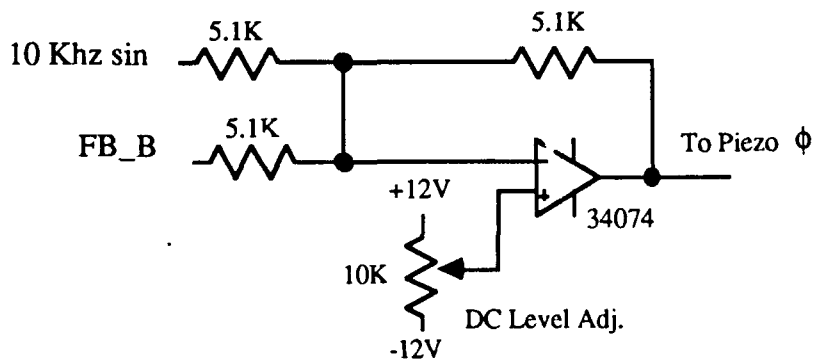 5.1K
5.1K
10 Khz sin
5.1K
FB_B
To Piezo ϕ
+12V
34074
10K
DC Level Adj.
-12V